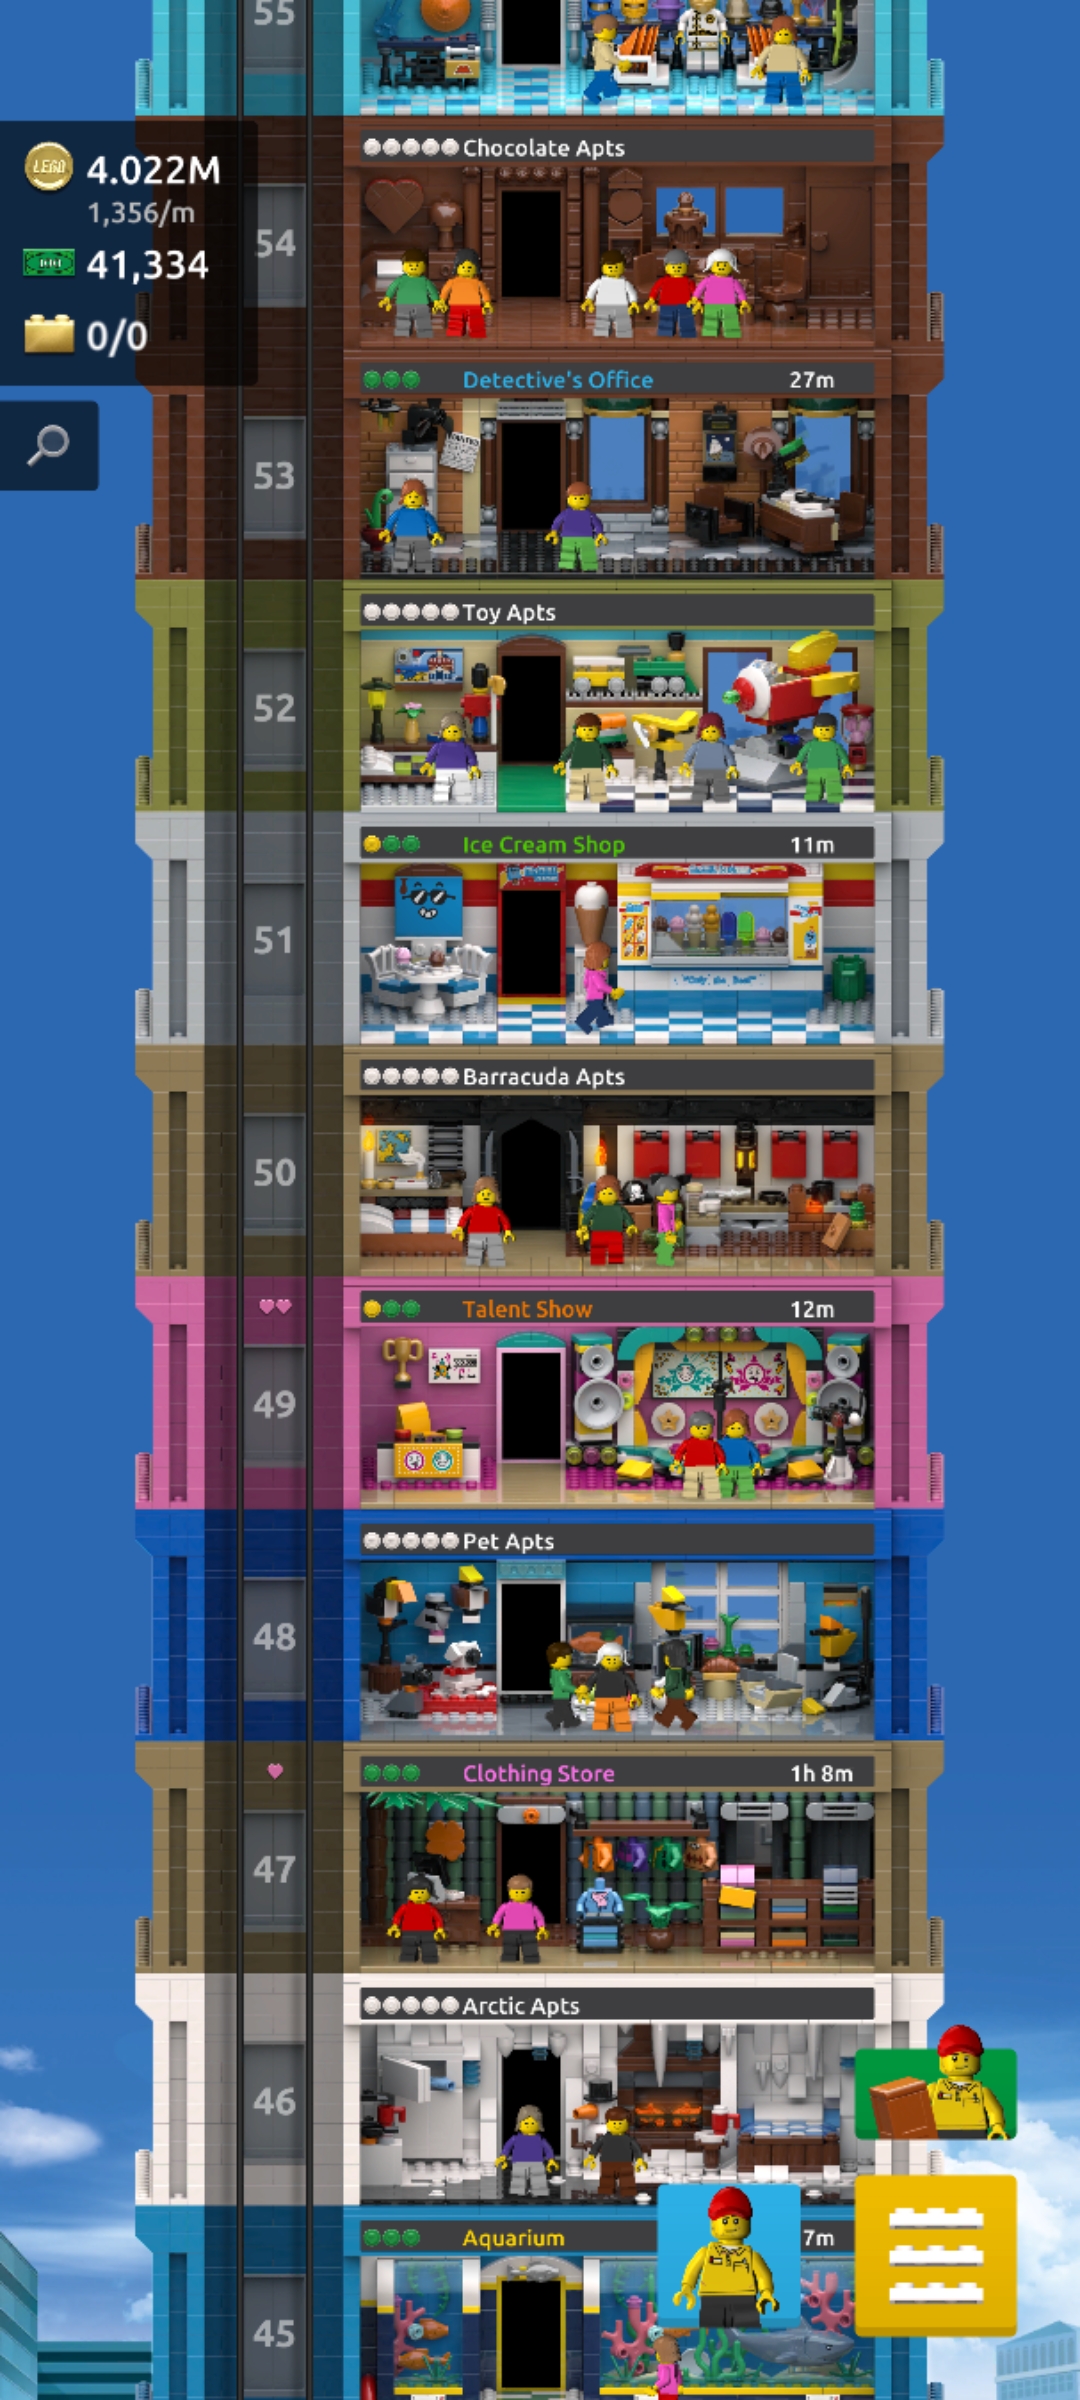 55
LEGO
4.022M
1,356/m
41,334
0/0
Chocolate Apts
54
Detective's Office 27m
53
Toy Apts
52
Ice Cream Shop 11m
51
Barracuda Apts
50
Talent Show 12m
49
Pet Apts
48
Clothing Store 1h 8m
47
Arctic Apts
46
Aquarium 7m
45